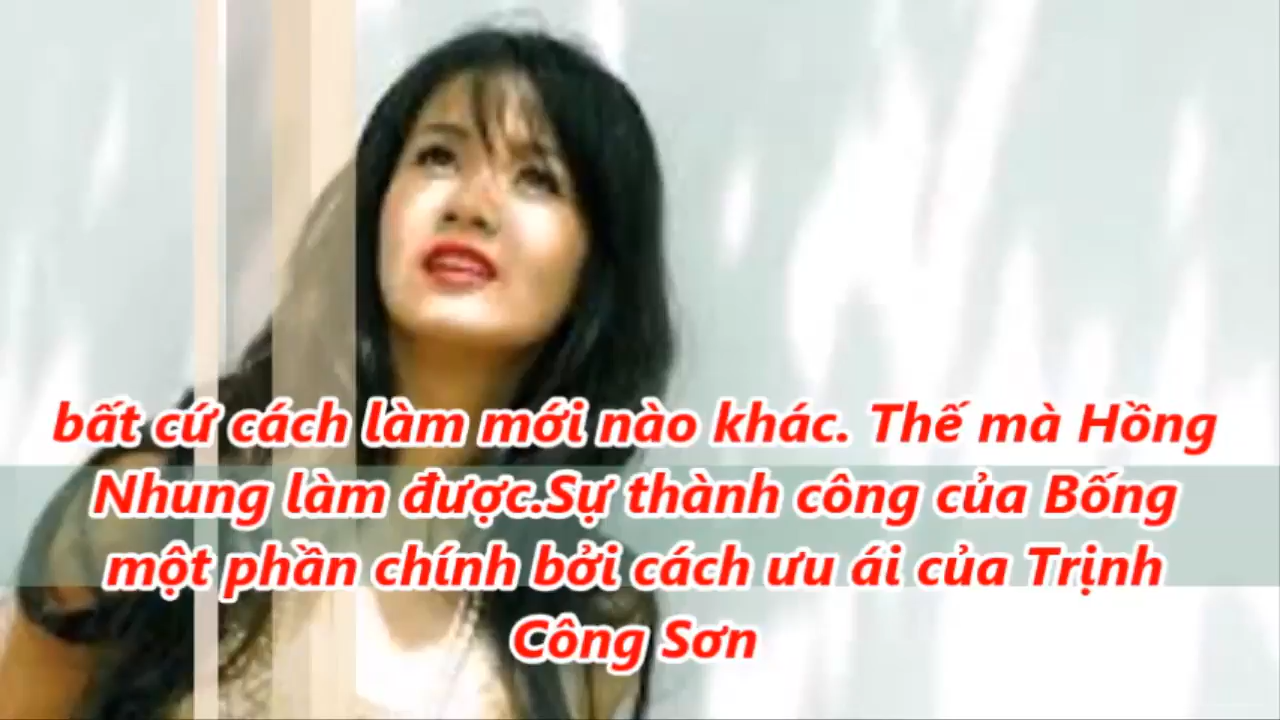 bất cứ cách làm mới nào khác. Thế mà Hồng
Nhung làm được.Sự thành công của Bống
một phần chính bởi cách ưu ái của Trịnh
Công Sơn